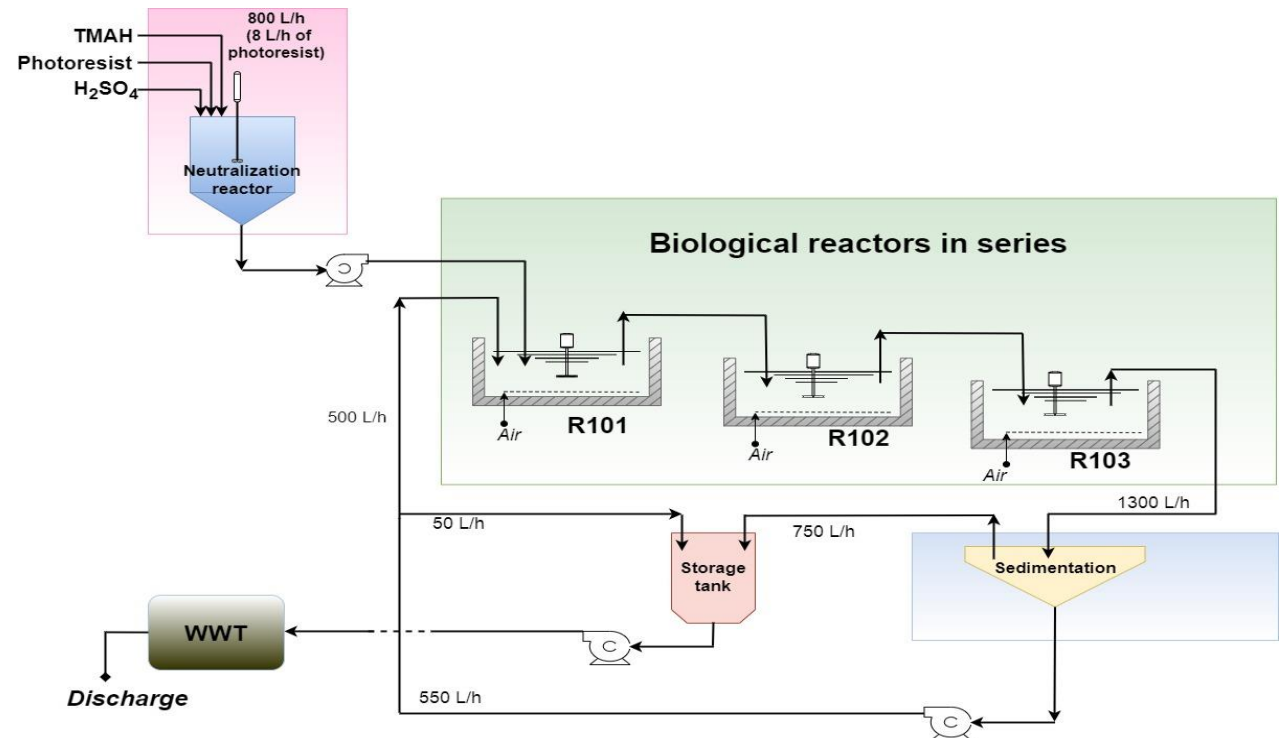 800 L/h
(8 L/h of
photoresist)
TMAH
Photoresist
H₂SO₄
Neutralization
reactor
Biological reactors in series
R101
Air
R102
Air
R103
Air
500 L/h
1300 L/h
50 L/h
750 L/h
Storage
tank
Sedimentation
WWT
C
Discharge
550 L/h
C
C